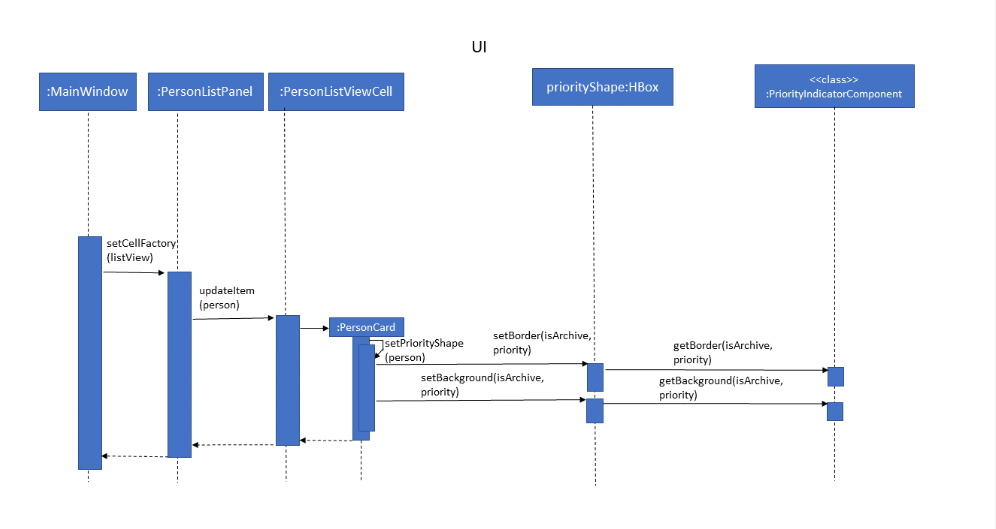 UI
:MainWindow
:PersonListPanel
:PersonListViewCell
priorityShape:HBox
<<class>>
:PriorityIndicatorComponent
setCellFactory
(listView)
updateItem
(person)
:PersonCard
setPriorityShape
(person)
setBorder(isArchive,
priority)
getBorder(isArchive,
priority)
setBackground(isArchive,
priority)
getBackground(isArchive,
priority)